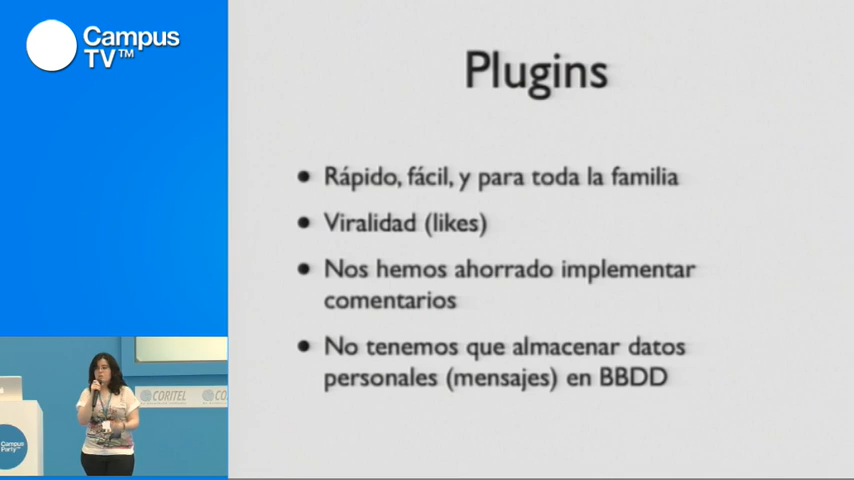 Campus
TV™
Plugins
• Rápido, fácil, y para toda la familia
• Viralidad (likes)
• Nos hemos ahorrado implementar
comentarios
• No tenemos que almacenar datos
personales (mensajes) en BBDD
CORITEL
CO
Campus
Party